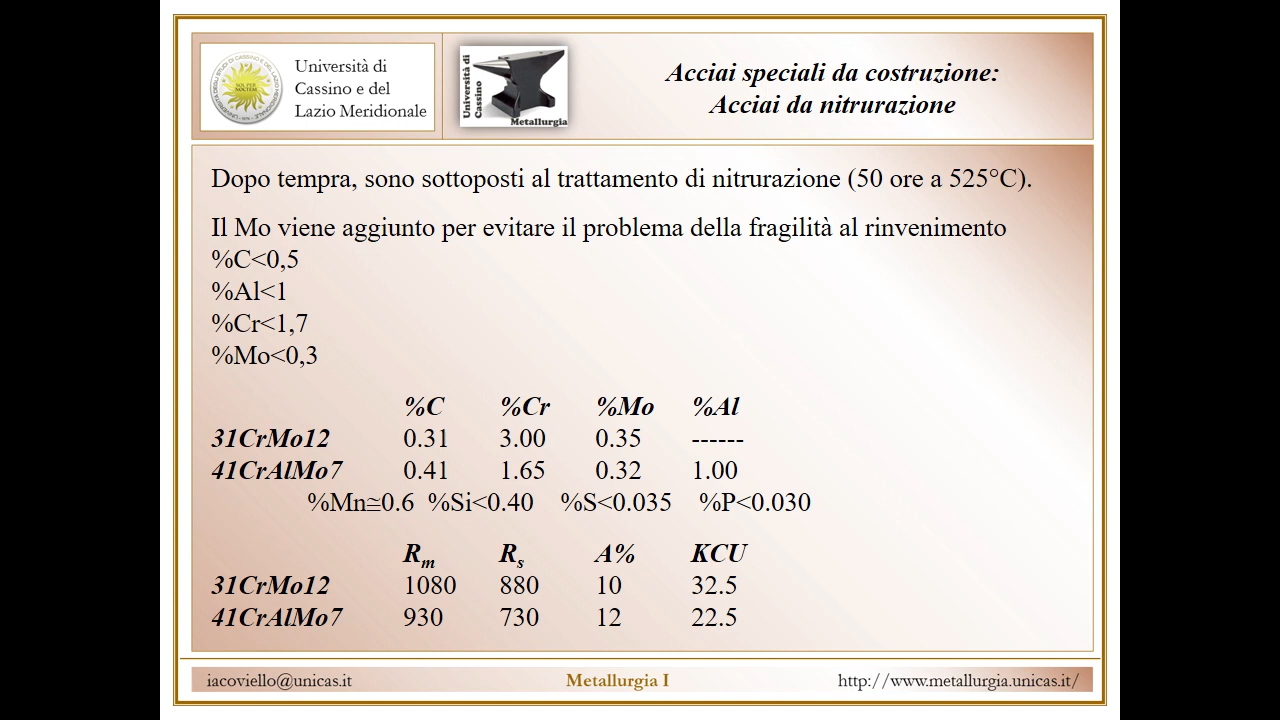 Università di
Cassino e del
Lazio Meridionale
Università di
Cassino
Metallurgia
Acciai speciali da costruzione:
Acciai da nitrurazione
Dopo tempra, sono sottoposti al trattamento di nitrurazione (50 ore a 525°C).
Il Mo viene aggiunto per evitare il problema della fragilità al rinvenimento
%C<0,5
%Al<1
%Cr<1,7
%Mo<0,3
%C %Cr %Mo %Al
31CrMo12 0.31 3.00 0.35 ------
41CrAlMo7 0.41 1.65 0.32 1.00
%Mn≅0.6 %Si<0.40 %S<0.035 %P<0.030
Rm Rs A% KCU
31CrMo12 1080 880 10 32.5
41CrAlMo7 930 730 12 22.5
iacoviello@unicas.it Metallurgia I http://www.metallurgia.unicas.it/